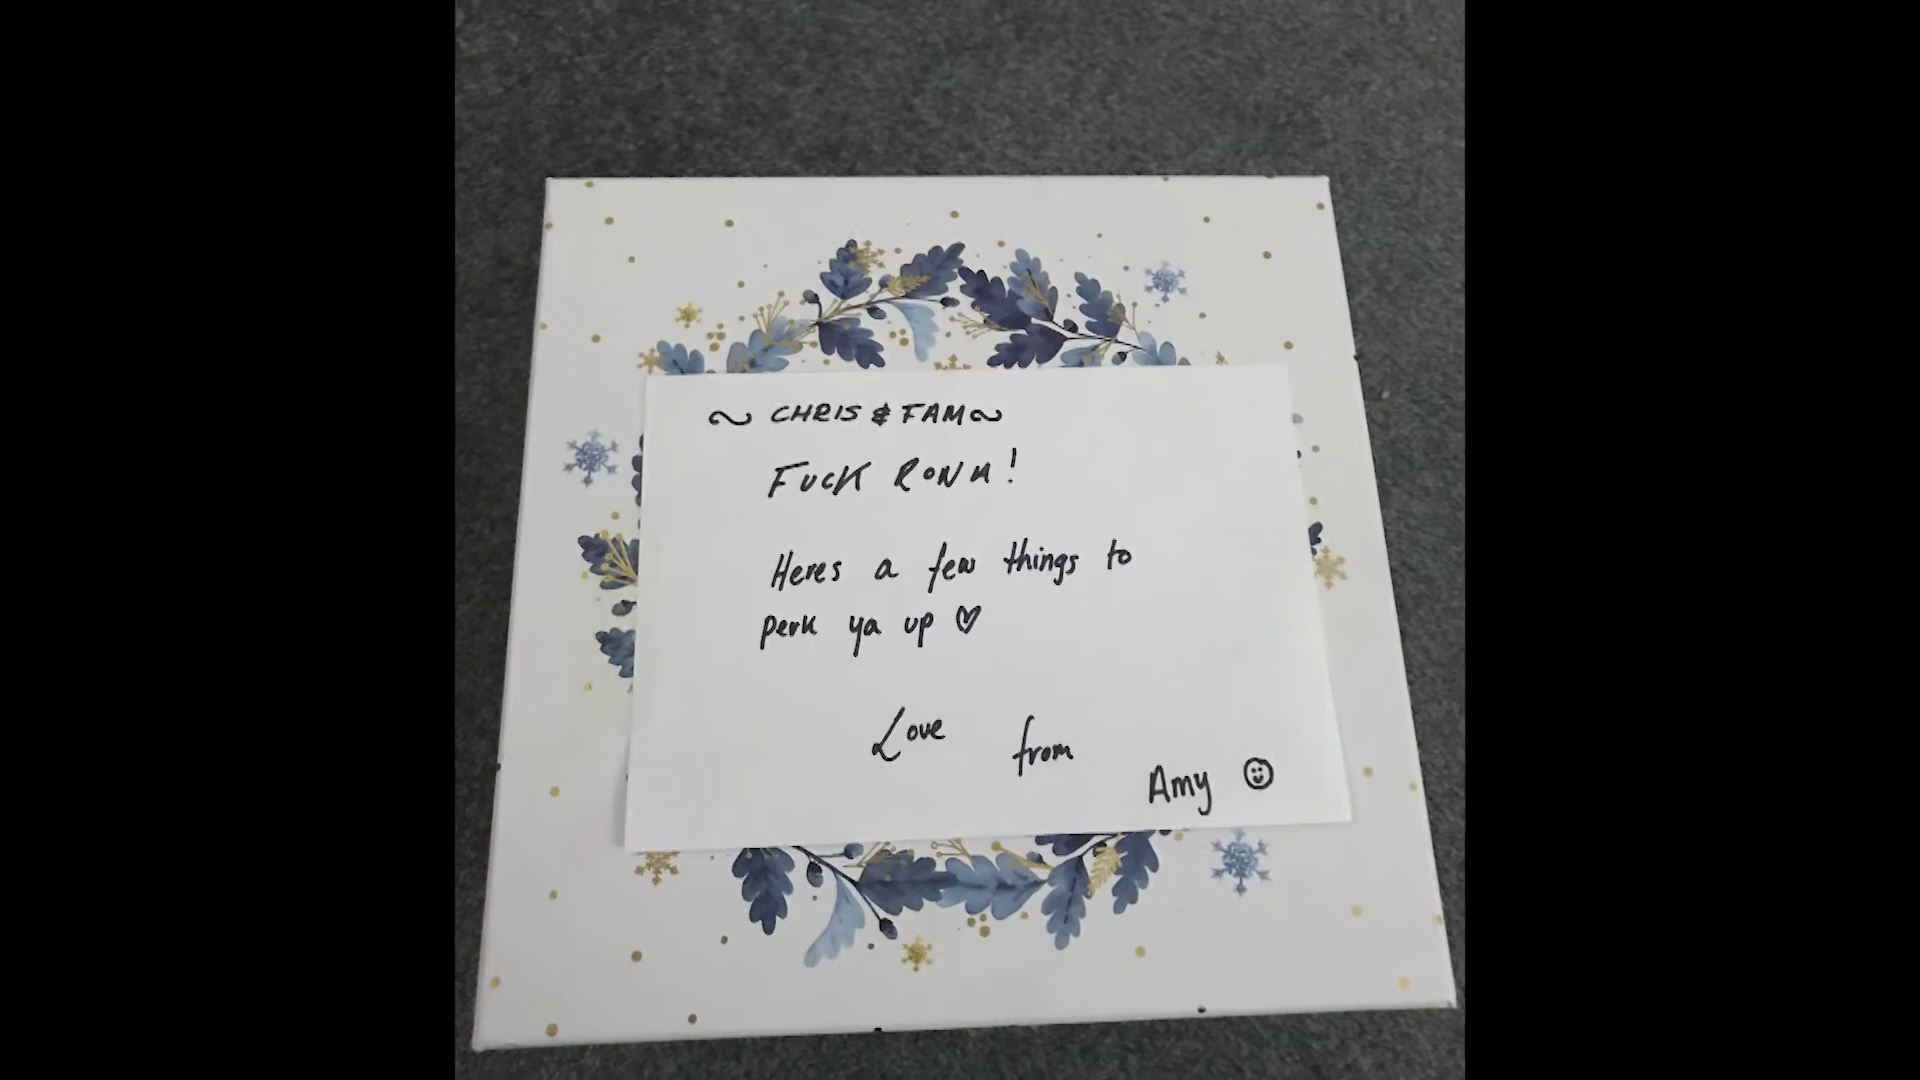 ~ CHRIS & FAM ~
FUCK RONA!
Heres a few things to
perk ya up ♡
Love from
Amy ☺